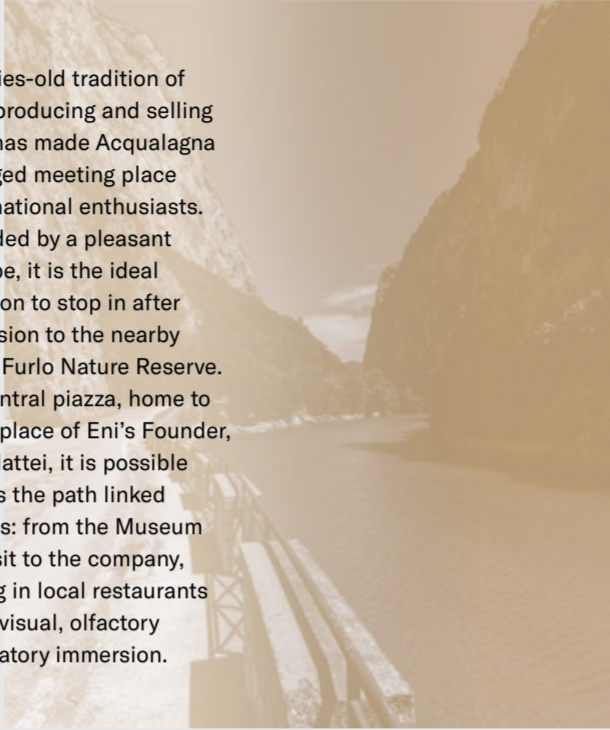 ies-old tradition of
producing and selling
has made Acqualagna
ged meeting place
national enthusiasts.
ded by a pleasant
pe, it is the ideal
on to stop in after
sion to the nearby
Furlo Nature Reserve.
ntral piazza, home to
place of Eni's Founder,
attei, it is possible
s the path linked
s: from the Museum
sit to the company,
g in local restaurants
visual, olfactory
atory immersion.